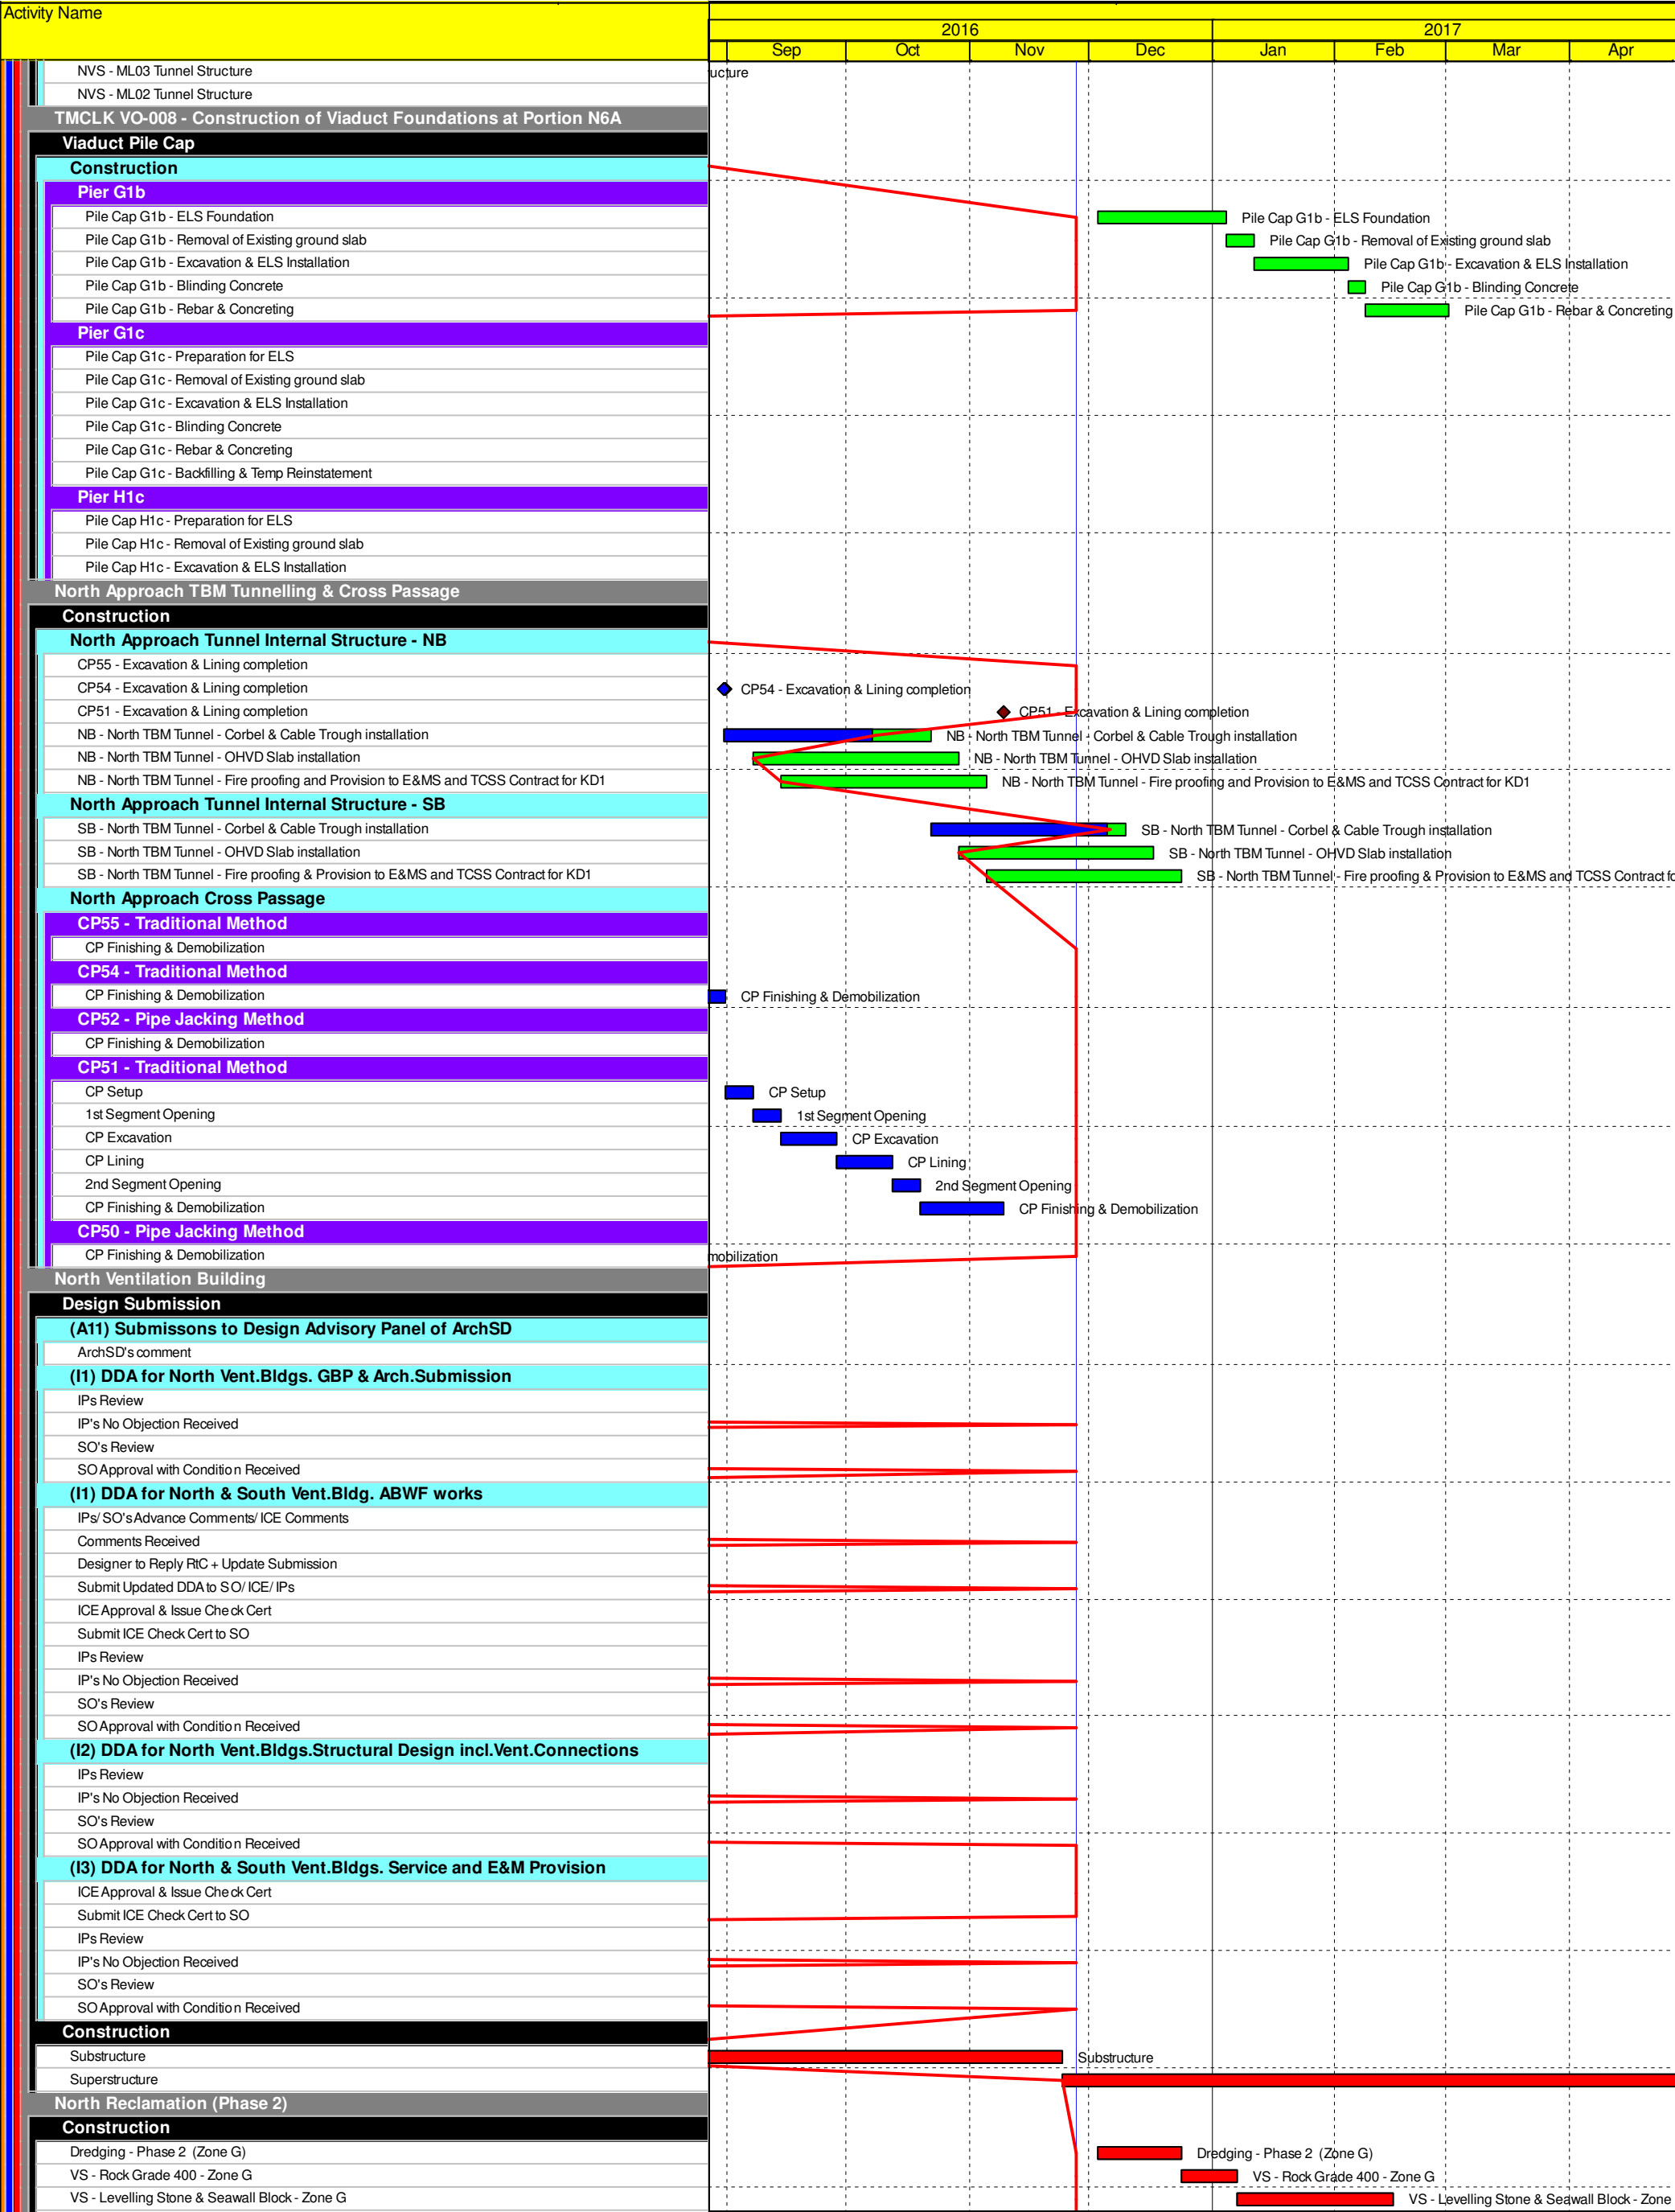 Activity Name
2016
2017
Sep Oct Nov Dec Jan Feb Mar Apr
NVS - ML03 Tunnel Structure
ucture
NVS - ML02 Tunnel Structure
TMCLK VO-008 - Construction of Viaduct Foundations at Portion N6A
Viaduct Pile Cap
Construction
Pier G1b
Pile Cap G1b - ELS Foundation
Pile Cap G1b - ELS Foundation
Pile Cap G1b - Removal of Existing ground slab
Pile Cap G1b - Removal of Existing ground slab
Pile Cap G1b - Excavation & ELS Installation
Pile Cap G1b - Excavation & ELS Installation
Pile Cap G1b - Blinding Concrete
Pile Cap G1b - Blinding Concrete
Pile Cap G1b - Rebar & Concreting
Pile Cap G1b - Rebar & Concreting
Pier G1c
Pile Cap G1c - Preparation for ELS
Pile Cap G1c - Removal of Existing ground slab
Pile Cap G1c - Excavation & ELS Installation
Pile Cap G1c - Blinding Concrete
Pile Cap G1c - Rebar & Concreting
Pile Cap G1c - Backfilling & Temp Reinstatement
Pier H1c
Pile Cap H1c - Preparation for ELS
Pile Cap H1c - Removal of Existing ground slab
Pile Cap H1c - Excavation & ELS Installation
North Approach TBM Tunnelling & Cross Passage
Construction
North Approach Tunnel Internal Structure - NB
CP55 - Excavation & Lining completion
CP54 - Excavation & Lining completion
CP54 - Excavation & Lining completion
CP51 - Excavation & Lining completion
CP51 - Excavation & Lining completion
NB - North TBM Tunnel - Corbel & Cable Trough installation
NB - North TBM Tunnel - Corbel & Cable Trough installation
NB - North TBM Tunnel - OHVD Slab installation
NB - North TBM Tunnel - OHVD Slab installation
NB - North TBM Tunnel - Fire proofing and Provision to E&MS and TCSS Contract for KD1
NB - North TBM Tunnel - Fire proofing and Provision to E&MS and TCSS Contract for KD1
North Approach Tunnel Internal Structure - SB
SB - North TBM Tunnel - Corbel & Cable Trough installation
SB - North TBM Tunnel - Corbel & Cable Trough installation
SB - North TBM Tunnel - OHVD Slab installation
SB - North TBM Tunnel - OHVD Slab installation
SB - North TBM Tunnel - Fire proofing & Provision to E&MS and TCSS Contract for KD1
SB - North TBM Tunnel - Fire proofing & Provision to E&MS and TCSS Contract fo
North Approach Cross Passage
CP55 - Traditional Method
CP Finishing & Demobilization
CP54 - Traditional Method
CP Finishing & Demobilization
CP Finishing & Demobilization
CP52 - Pipe Jacking Method
CP Finishing & Demobilization
CP51 - Traditional Method
CP Setup
CP Setup
1st Segment Opening
1st Segment Opening
CP Excavation
CP Excavation
CP Lining
CP Lining
2nd Segment Opening
2nd Segment Opening
CP Finishing & Demobilization
CP Finishing & Demobilization
CP50 - Pipe Jacking Method
CP Finishing & Demobilization
mobilization
North Ventilation Building
Design Submission
(A11) Submissons to Design Advisory Panel of ArchSD
ArchSD's comment
(I1) DDA for North Vent.Bldgs. GBP & Arch.Submission
IPs Review
IP's No Objection Received
SO's Review
SO Approval with Condition Received
(I1) DDA for North & South Vent.Bldg. ABWF works
IPs/ SO's Advance Comments/ ICE Comments
Comments Received
Designer to Reply RtC + Update Submission
Submit Updated DDA to SO/ ICE/ IPs
ICE Approval & Issue Check Cert
Submit ICE Check Cert to SO
IPs Review
IP's No Objection Received
SO's Review
SO Approval with Condition Received
(I2) DDA for North Vent.Bldgs.Structural Design incl.Vent.Connections
IPs Review
IP's No Objection Received
SO's Review
SO Approval with Condition Received
(I3) DDA for North & South Vent.Bldgs. Service and E&M Provision
ICE Approval & Issue Check Cert
Submit ICE Check Cert to SO
IPs Review
IP's No Objection Received
SO's Review
SO Approval with Condition Received
Construction
Substructure
Substructure
Superstructure
North Reclamation (Phase 2)
Construction
Dredging - Phase 2 (Zone G)
Dredging - Phase 2 (Zone G)
VS - Rock Grade 400 - Zone G
VS - Rock Grade 400 - Zone G
VS - Levelling Stone & Seawall Block - Zone G
VS - Levelling Stone & Seawall Block - Zone